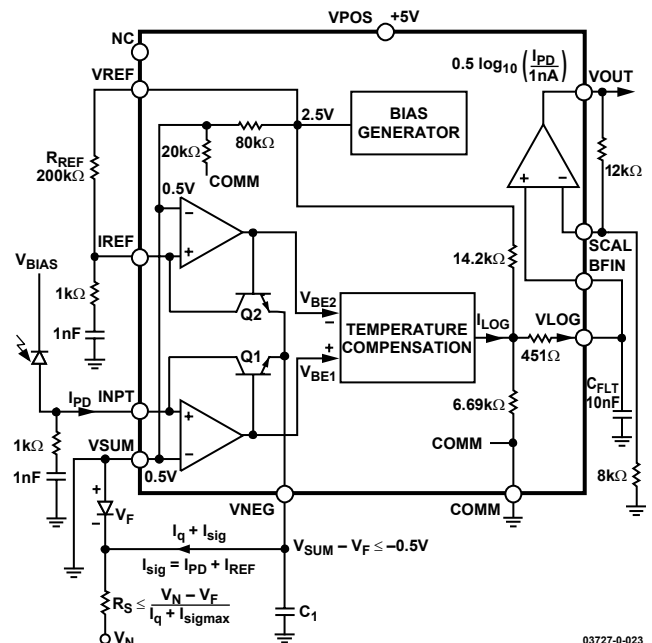 VPOS
+5V
NC
VREF
0.5 log10 (IPD/1nA)
VOUT
2.5V
BIAS
GENERATOR
80kΩ
20kΩ
COMM
RREF
200kΩ
12kΩ
0.5V
IREF
SCAL
BFIN
VBIAS
14.2kΩ
1kΩ
1nF
Q2
VBE2
TEMPERATURE
COMPENSATION
ILOG
VLOG
451Ω
Q1
VBE1
IPD
INPT
CFLT
10nF
6.69kΩ
1kΩ
1nF
VSUM
0.5V
COMM
8kΩ
VNEG
COMM
VF
Iq + Isig
Isig = IPD + IREF
VSUM – VF ≤ –0.5V
RS ≤ (VN – VF)/(Iq + Isigmax)
C1
VN
03727-0-023